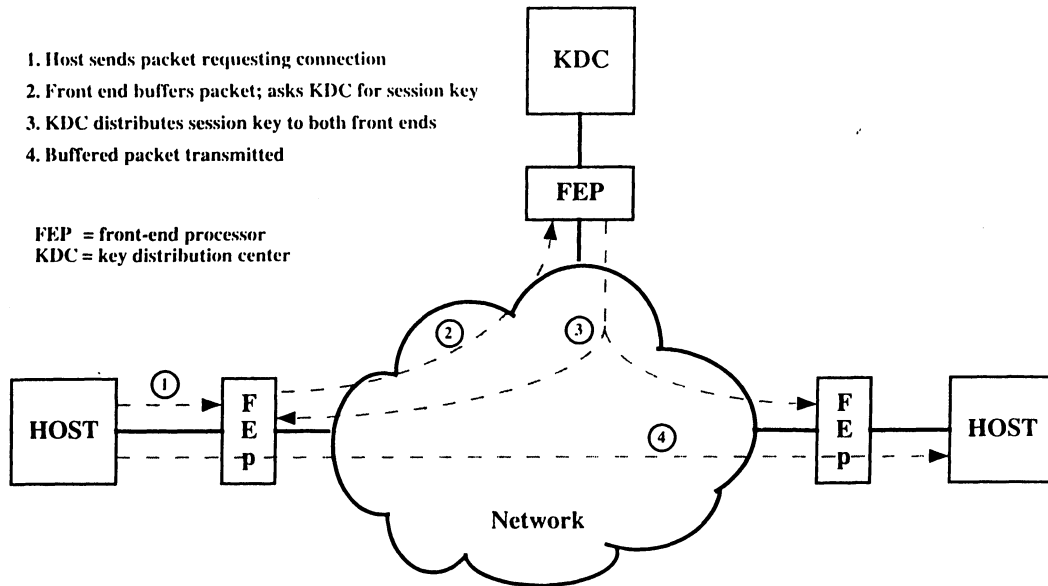 1. Host sends packet requesting connection
2. Front end buffers packet; asks KDC for session key
3. KDC distributes session key to both front ends
4. Buffered packet transmitted
FEP = front-end processor
KDC = key distribution center
KDC
FEP
2
3
1
HOST
F
E
p
4
F
E
p
HOST
Network